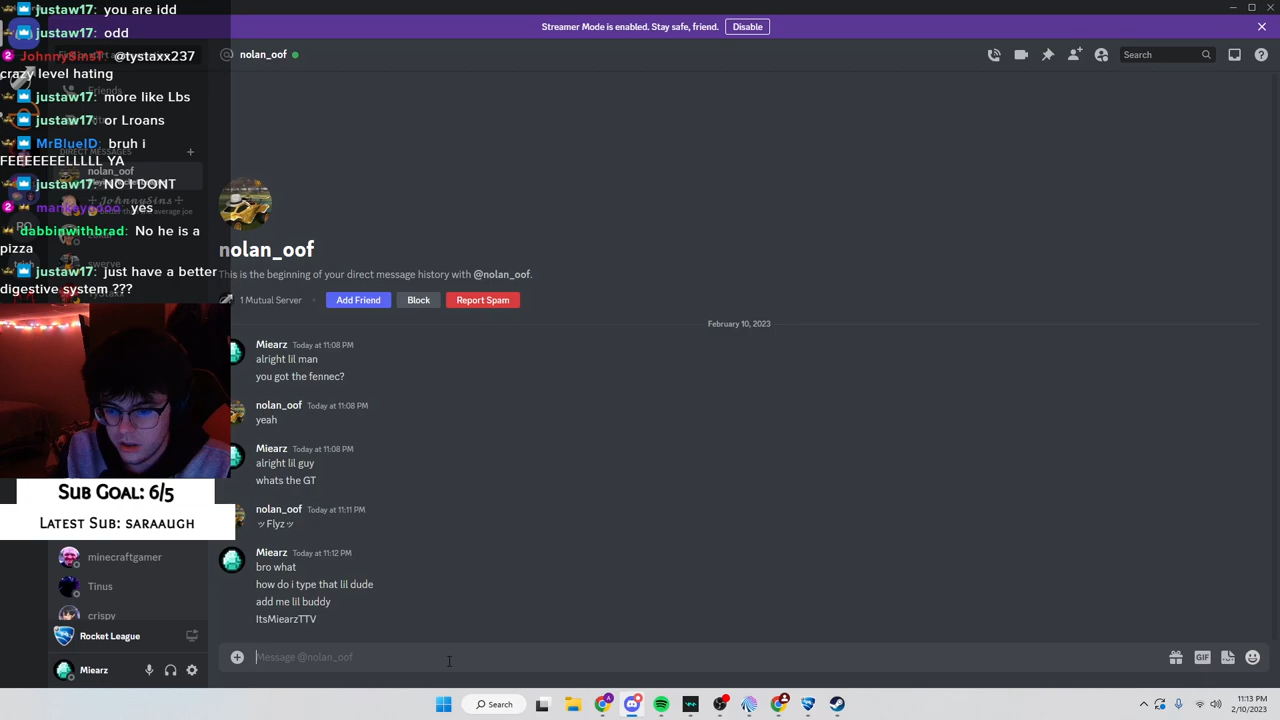 justaw17: you are idd
justaw17: odd
JohnnySinsT: @tystaxx237
crazy level hating
justaw17: more like Lbs
justaw17: or Lroans
MrBlueID: bruh i
FEEEEEEELLLLL YA
justaw17: NO I DONT
yes
dabbinwithbrad: No he is a
pizza
justaw17: just have a better
digestive system ???
Friends
DIRECT MESSAGES
nolan_oof
swerve
Sub Goal: 6/5
Latest Sub: saraaugh
minecraftgamer
Tinus
crispy
Rocket League
Miearz
Streamer Mode is enabled. Stay safe, friend. Disable
nolan_oof
Search
nolan_oof
This is the beginning of your direct message history with @nolan_oof.
1 Mutual Server
Add Friend
Block
Report Spam
February 10, 2023
Miearz Today at 11:08 PM
alright lil man
you got the fennec?
nolan_oof Today at 11:08 PM
yeah
Miearz Today at 11:08 PM
alright lil guy
whats the GT
nolan_oof Today at 11:11 PM
ッFlyzッ
Miearz Today at 11:12 PM
bro what
how do i type that lil dude
add me lil buddy
ItsMiearzTTV
Message @nolan_oof
GIF
Search
11:13 PM
2/10/2023